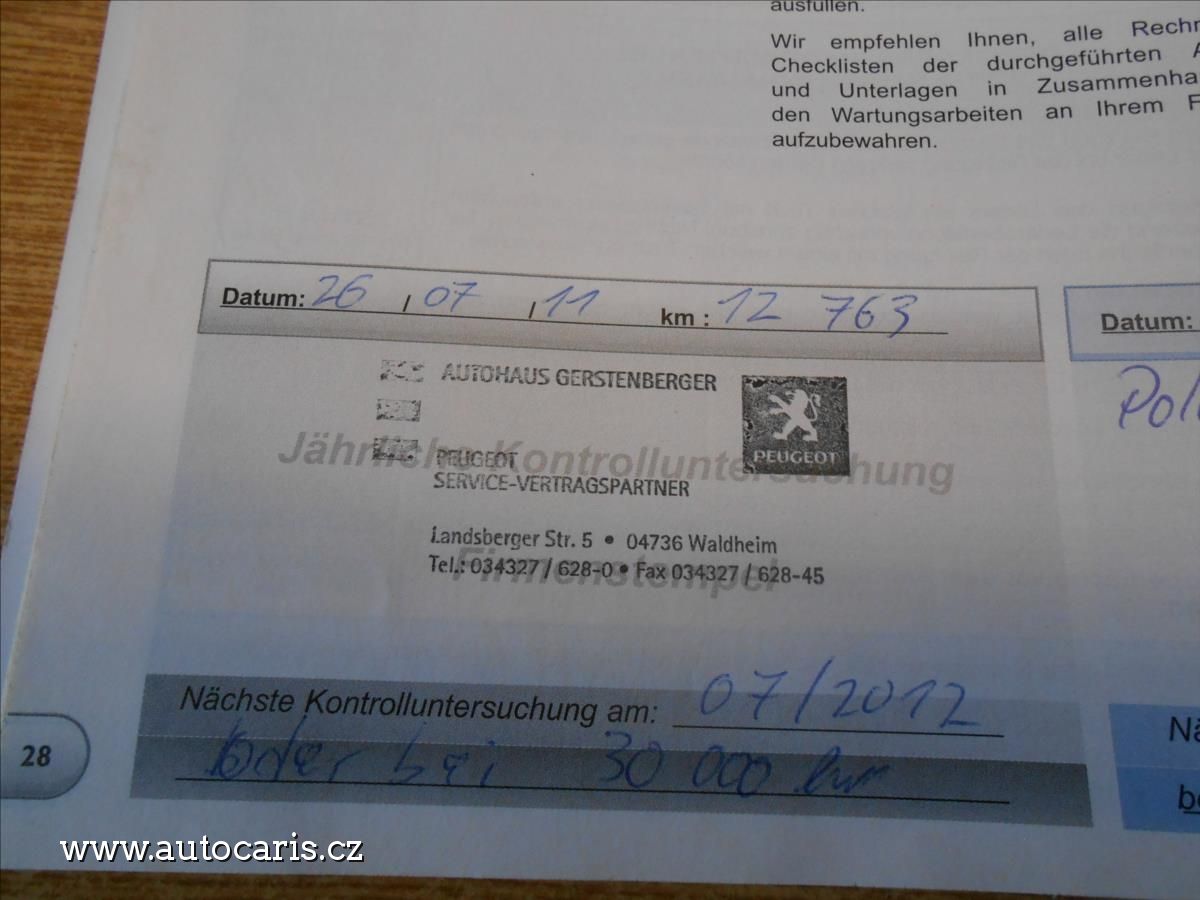 ausfüllen.
Wir empfehlen Ihnen, alle Rechn
Checklisten der durchgeführten A
und Unterlagen in Zusammenha
den Wartungsarbeiten an Ihrem F
aufzubewahren.
Datum: 26 / 07 / 11 km : 12 763
Datum:
AUTOHAUS GERSTENBERGER
PEUGEOT
Jährliche Kontrolluntersuchung
PEUGEOT
SERVICE-VERTRAGSPARTNER
Landsberger Str. 5 • 04736 Waldheim
Firmenstempel
Tel.: 034327 / 628-0 • Fax 034327 / 628-45
Nächste Kontrolluntersuchung am: 07/2012
oder bei 30 000 km
Pol
Nä
be
28
www.autocaris.cz